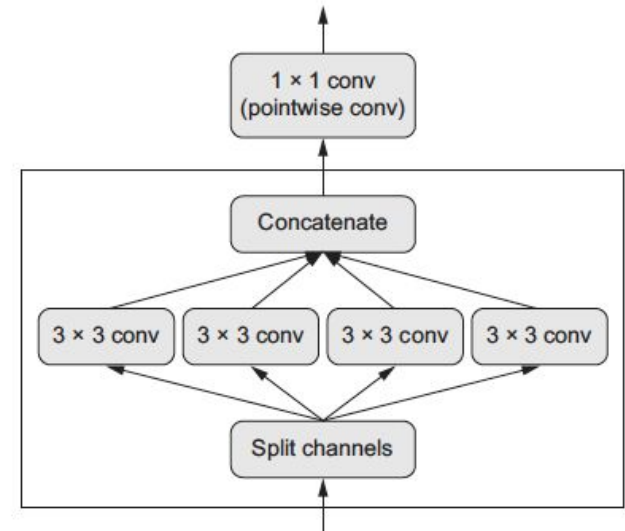 1 × 1 conv
(pointwise conv)
Concatenate
3 × 3 conv
3 × 3 conv
3 × 3 conv
3 × 3 conv
Split channels